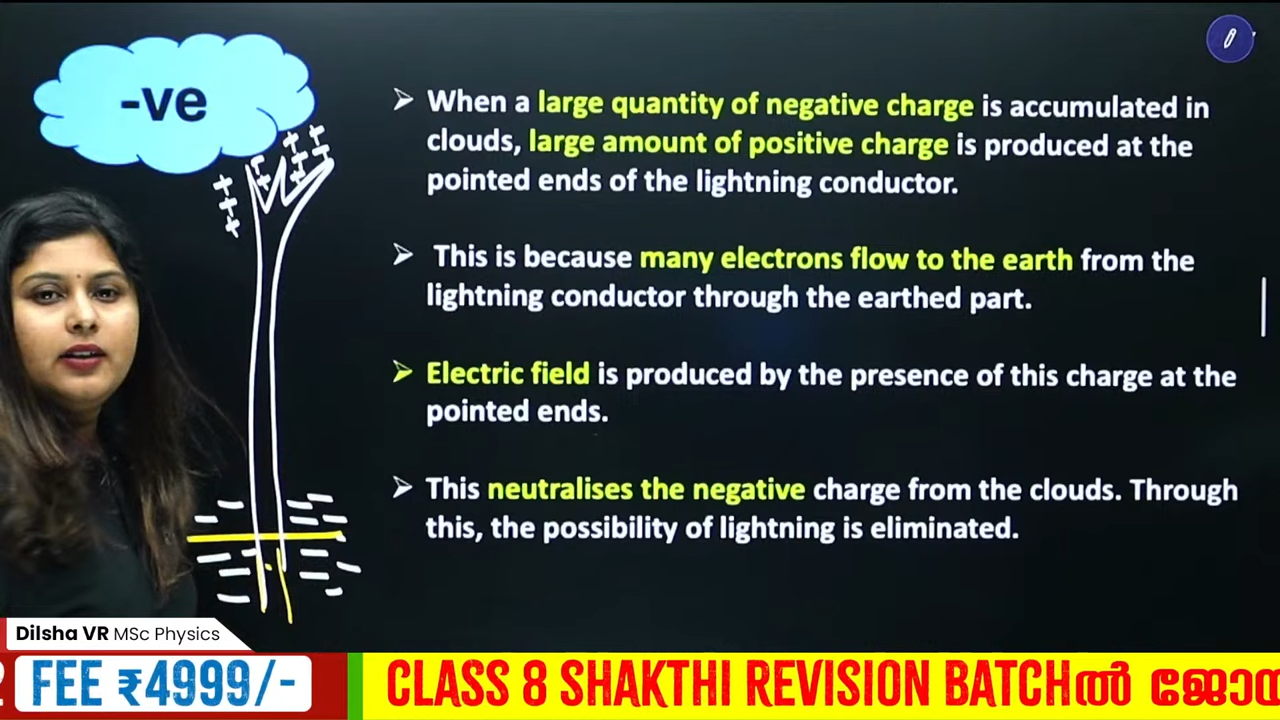 -ve
➢ When a large quantity of negative charge is accumulated in
clouds, large amount of positive charge is produced at the
pointed ends of the lightning conductor.
➢ This is because many electrons flow to the earth from the
lightning conductor through the earthed part.
➢ Electric field is produced by the presence of this charge at the
pointed ends.
➢ This neutralises the negative charge from the clouds. Through
this, the possibility of lightning is eliminated.
Dilsha VR MSc Physics
FEE ₹4999/-
CLASS 8 SHAKTHI REVISION BATCHൽ